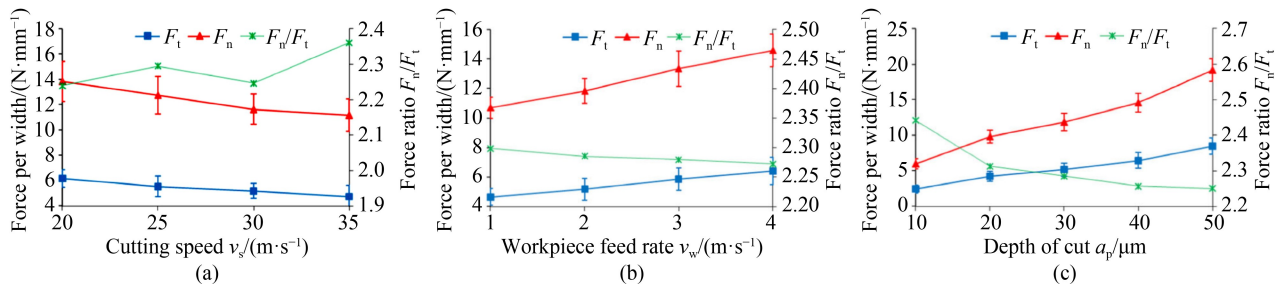 (a)
Force per width/(N·mm⁻¹)
18
16
14
12
10
8
6
4
Fₜ Fₙ Fₙ/Fₜ
2.4
2.3
2.2
2.1
2.0
1.9
Force ratio Fₙ/Fₜ
20 25 30 35
Cutting speed vₛ/(m·s⁻¹)
(a)
(b)
Force per width/(N·mm⁻¹)
16
14
12
10
8
6
4
Fₜ Fₙ Fₙ/Fₜ
2.50
2.45
2.40
2.35
2.30
2.25
2.20
Force ratio Fₙ/Fₜ
1 2 3 4
Workpiece feed rate v_w/(m·s⁻¹)
(b)
(c)
Force per width/(N·mm⁻¹)
25
20
15
10
5
0
Fₜ Fₙ Fₙ/Fₜ
2.7
2.6
2.5
2.4
2.3
2.2
Force ratio Fₙ/Fₜ
10 20 30 40 50
Depth of cut aₚ/μm
(c)